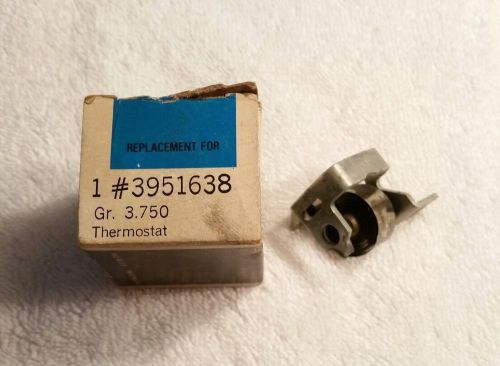 REPLACEMENT FOR
1 #3951638
Gr. 3.750
Thermostat